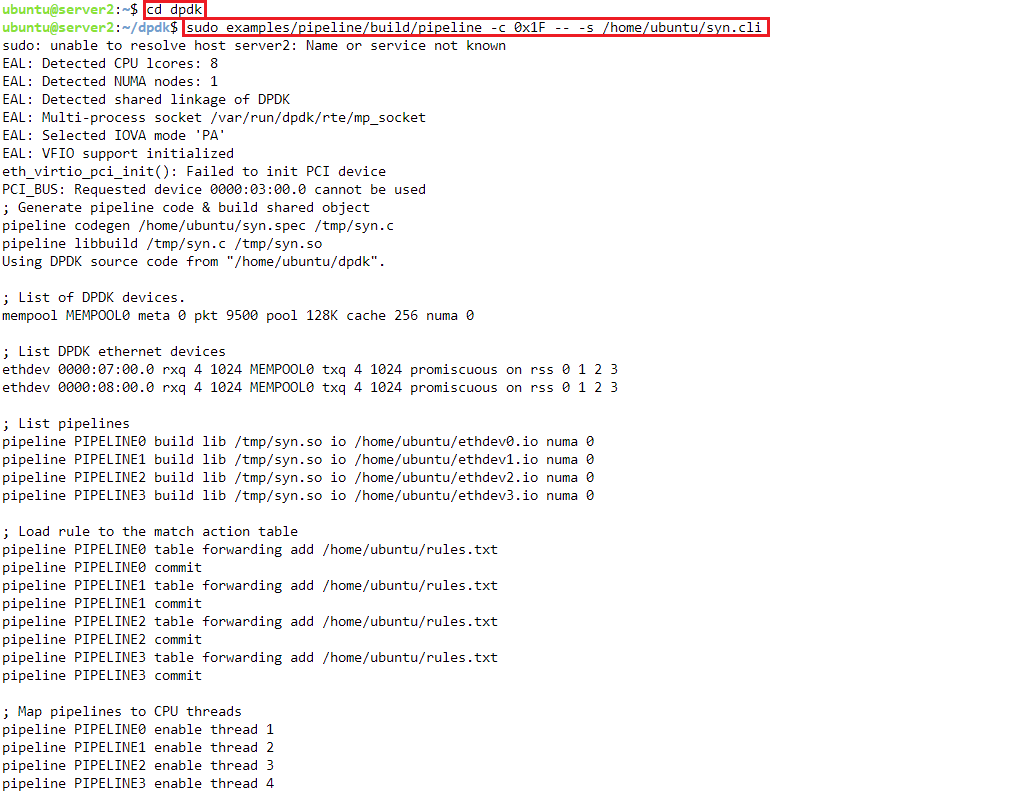 ubuntu@server2:~$ cd dpdk
ubuntu@server2:~/dpdk$ sudo examples/pipeline/build/pipeline -c 0x1F -- -s /home/ubuntu/syn.cli
sudo: unable to resolve host server2: Name or service not known
EAL: Detected CPU lcores: 8
EAL: Detected NUMA nodes: 1
EAL: Detected shared linkage of DPDK
EAL: Multi-process socket /var/run/dpdk/rte/mp_socket
EAL: Selected IOVA mode 'PA'
EAL: VFIO support initialized
eth_virtio_pci_init(): Failed to init PCI device
PCI_BUS: Requested device 0000:03:00.0 cannot be used
; Generate pipeline code & build shared object
pipeline codegen /home/ubuntu/syn.spec /tmp/syn.c
pipeline libbuild /tmp/syn.c /tmp/syn.so
Using DPDK source code from "/home/ubuntu/dpdk".
; List of DPDK devices.
mempool MEMPOOL0 meta 0 pkt 9500 pool 128K cache 256 numa 0
; List DPDK ethernet devices
ethdev 0000:07:00.0 rxq 4 1024 MEMPOOL0 txq 4 1024 promiscuous on rss 0 1 2 3
ethdev 0000:08:00.0 rxq 4 1024 MEMPOOL0 txq 4 1024 promiscuous on rss 0 1 2 3
; List pipelines
pipeline PIPELINE0 build lib /tmp/syn.so io /home/ubuntu/ethdev0.io numa 0
pipeline PIPELINE1 build lib /tmp/syn.so io /home/ubuntu/ethdev1.io numa 0
pipeline PIPELINE2 build lib /tmp/syn.so io /home/ubuntu/ethdev2.io numa 0
pipeline PIPELINE3 build lib /tmp/syn.so io /home/ubuntu/ethdev3.io numa 0
; Load rule to the match action table
pipeline PIPELINE0 table forwarding add /home/ubuntu/rules.txt
pipeline PIPELINE0 commit
pipeline PIPELINE1 table forwarding add /home/ubuntu/rules.txt
pipeline PIPELINE1 commit
pipeline PIPELINE2 table forwarding add /home/ubuntu/rules.txt
pipeline PIPELINE2 commit
pipeline PIPELINE3 table forwarding add /home/ubuntu/rules.txt
pipeline PIPELINE3 commit
; Map pipelines to CPU threads
pipeline PIPELINE0 enable thread 1
pipeline PIPELINE1 enable thread 2
pipeline PIPELINE2 enable thread 3
pipeline PIPELINE3 enable thread 4